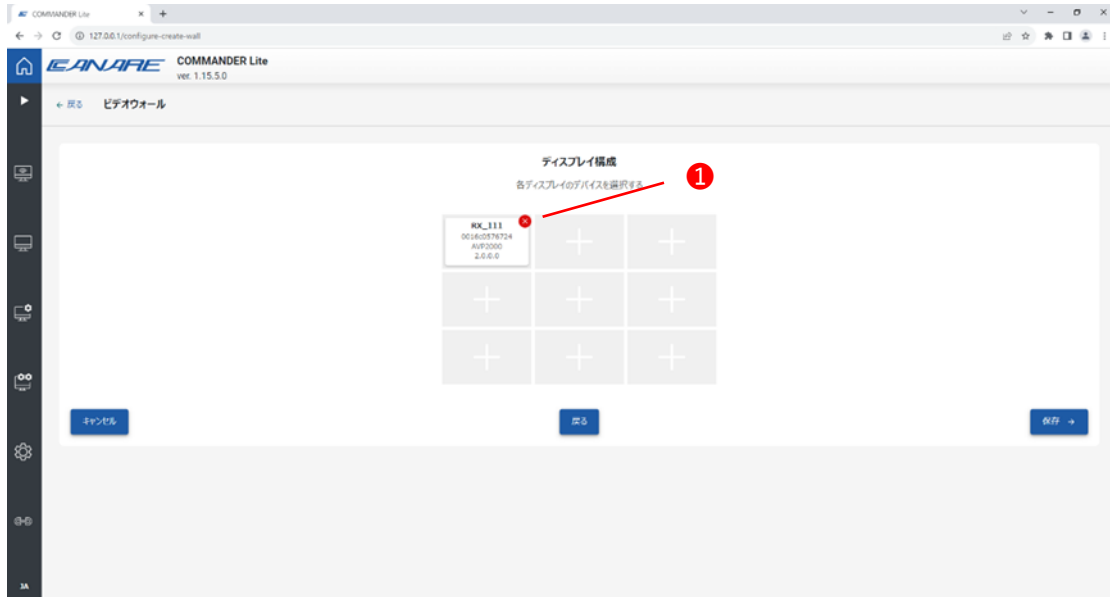 COMMANDER Lite
127.0.0.1/configure-create-wall
CANARE
COMMANDER Lite
ver. 1.15.5.0
← 戻る ビデオウォール
ディスプレイ構成
各ディスプレイのデバイスを選択する
1
RX_111
0016c0576724
AVP2000
2.0.0.0
キャンセル 戻る 保存 →
JA